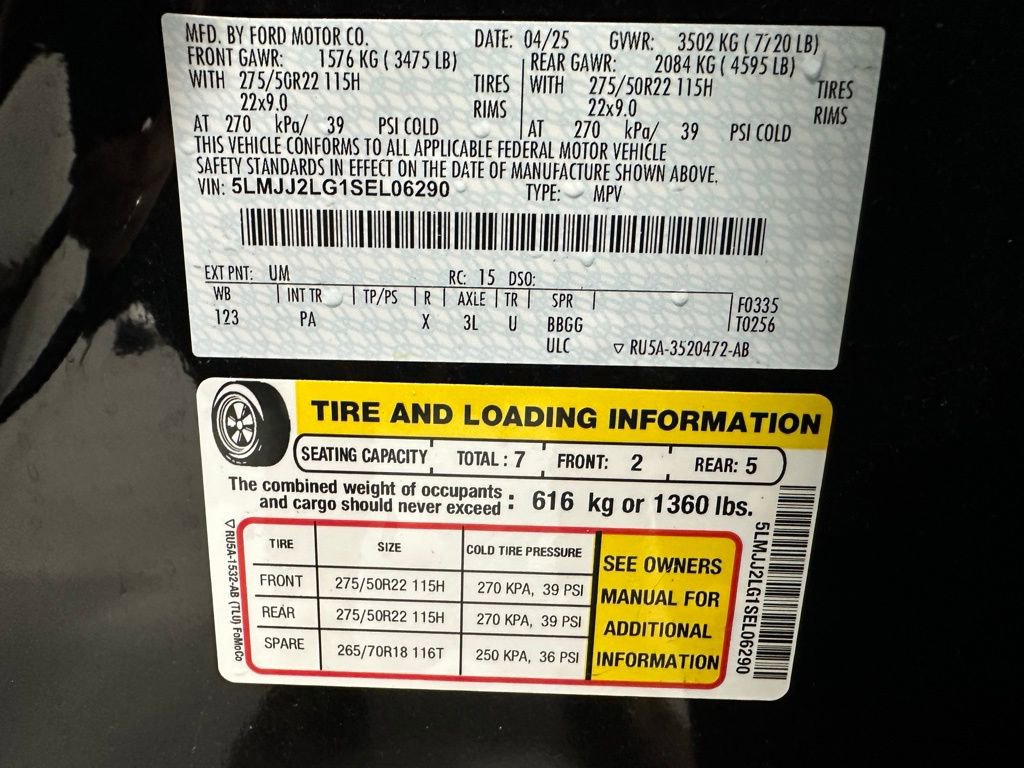 MFD. BY FORD MOTOR CO. DATE: 04/25 GVWR: 3502 KG ( 7720 LB)
FRONT GAWR: 1576 KG ( 3475 LB) REAR GAWR: 2084 KG ( 4595 LB)
WITH 275/50R22 115H TIRES WITH 275/50R22 115H TIRES
22x9.0 RIMS 22x9.0 RIMS
AT 270 kPa/ 39 PSI COLD AT 270 kPa/ 39 PSI COLD
THIS VEHICLE CONFORMS TO ALL APPLICABLE FEDERAL MOTOR VEHICLE
SAFETY STANDARDS IN EFFECT ON THE DATE OF MANUFACTURE SHOWN ABOVE.
VIN: 5LMJJ2LG1SEL06290 TYPE: MPV
EXT PNT: UM RC: 15 DSO:
WB INT TR TP/PS R AXLE TR SPR F0335
123 PA X 3L U BBGG T0256
ULC ▽ RU5A-3520472-AB
TIRE AND LOADING INFORMATION
SEATING CAPACITY TOTAL : 7 FRONT: 2 REAR: 5
The combined weight of occupants
and cargo should never exceed : 616 kg or 1360 lbs.
TIRE SIZE COLD TIRE PRESSURE
FRONT 275/50R22 115H 270 KPA, 39 PSI
REAR 275/50R22 115H 270 KPA, 39 PSI
SPARE 265/70R18 116T 250 KPA, 36 PSI
SEE OWNERS
MANUAL FOR
ADDITIONAL
INFORMATION
▽ RU5A-1532-AB (TLU) FoMoCo
5LMJJ2LG1SEL06290